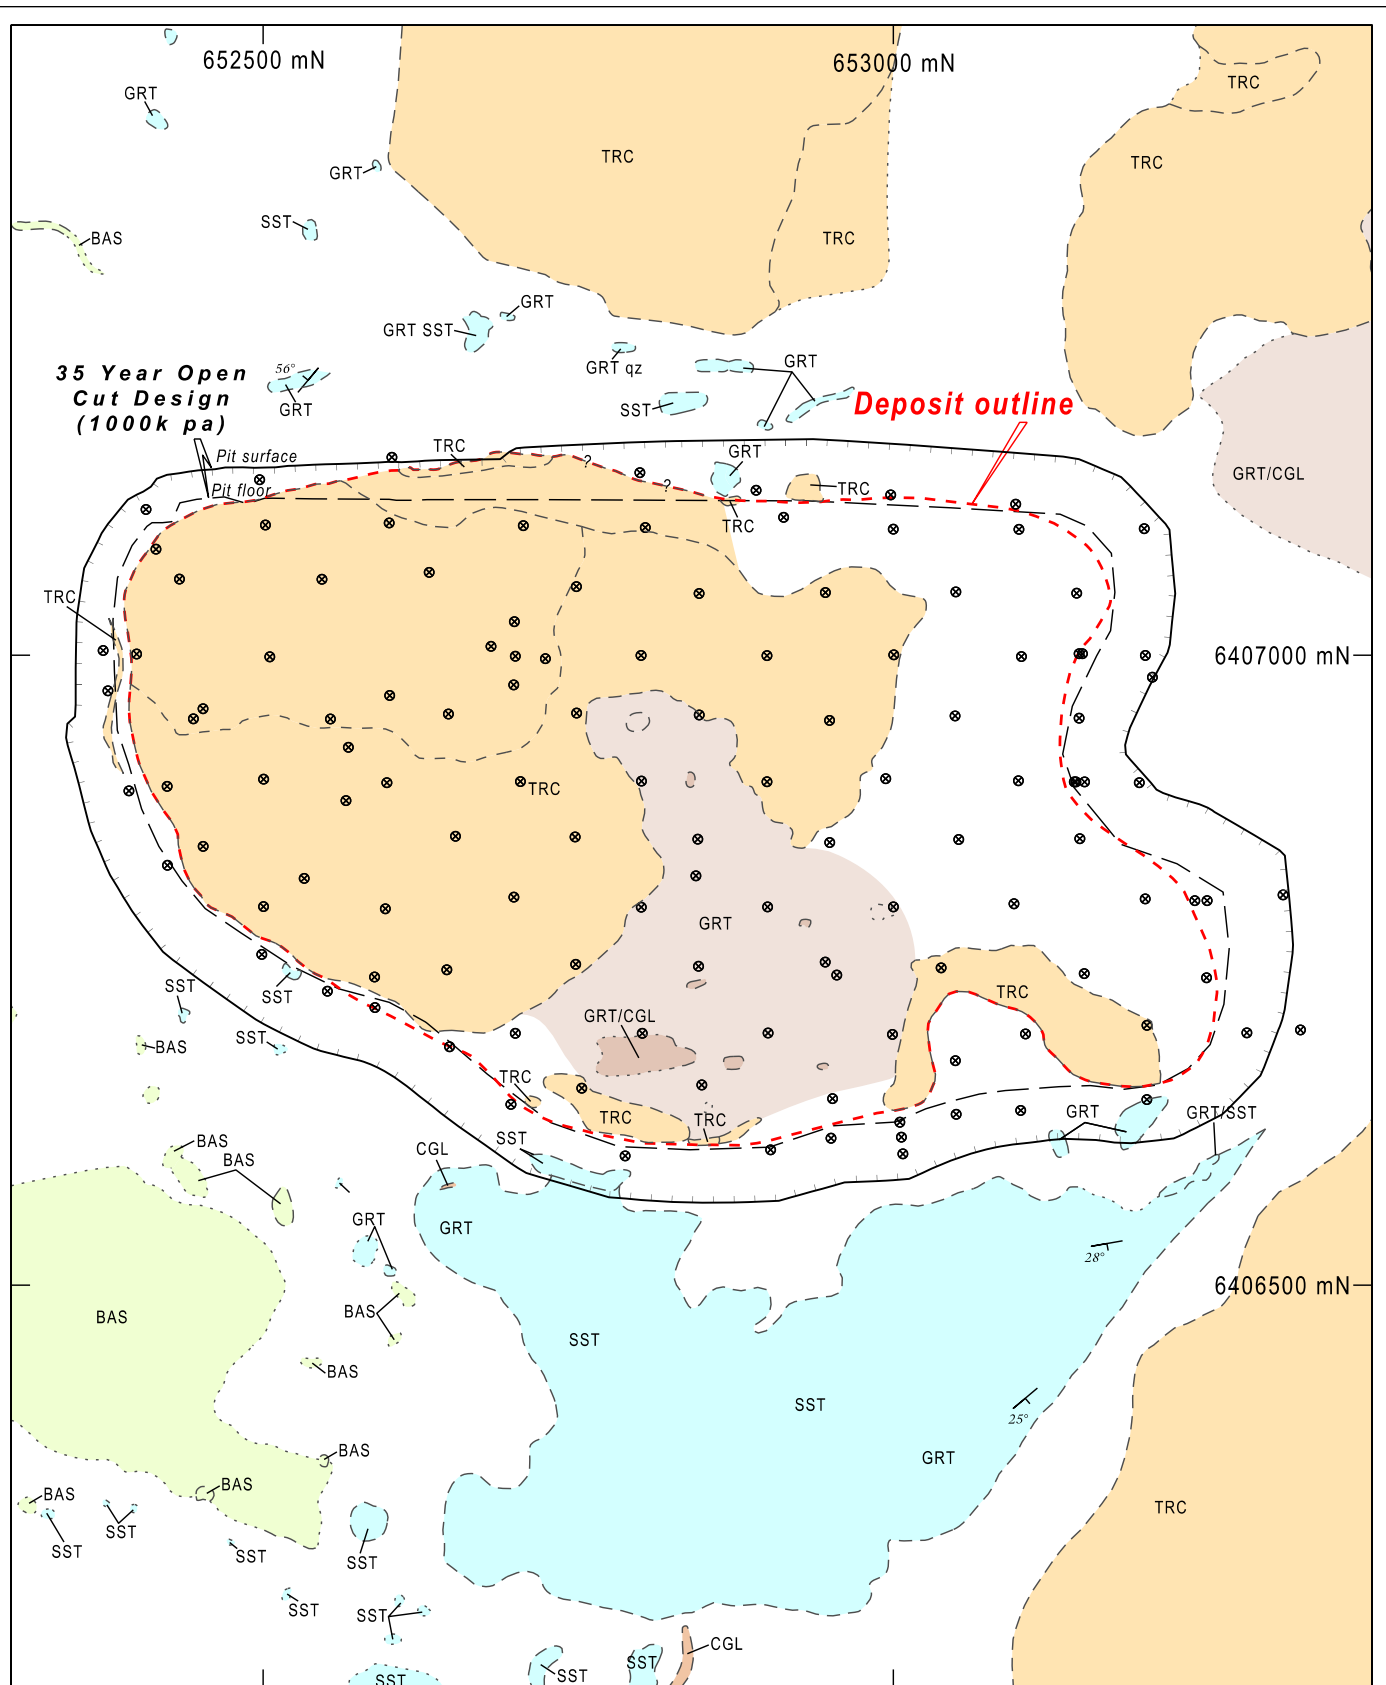 652500 mN
653000 mN
GRT
TRC
TRC
TRC
GRT
SST
TRC
BAS
GRT
GRT SST
GRT qz
GRT
56°
GRT
SST
35 Year Open
Cut Design
(1000k pa)
Deposit outline
Pit surface
Pit floor
TRC
?
?
GRT
TRC
TRC
GRT/CGL
TRC
6407000 mN
TRC
GRT
TRC
SST
SST
GRT/CGL
SST
BAS
TRC
TRC
TRC
GRT
GRT/SST
BAS
BAS
CGL
SST
GRT
GRT
28°
6406500 mN
BAS
BAS
SST
BAS
SST
25°
GRT
BAS
BAS
BAS
SST
SST
SST
SST
TRC
SST
SST
CGL
SST
SST
SST